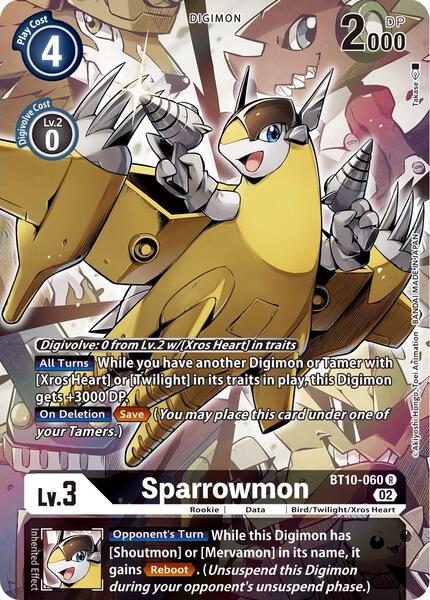 Play Cost
4
DIGIMON
DP
2000
Digivolve Cost
Lv.2
0
Takase
©Akiyoshi Hongo, Toei Animation BANDAI MADE IN JAPAN
Digivolve: 0 from Lv.2 w/[Xros Heart] in traits
All Turns While you have another Digimon or Tamer with
[Xros Heart] or [Twilight] in its traits in play, this Digimon
gets +3000 DP.
On Deletion Save (You may place this card under one of
your Tamers.)
Lv.3
Sparrowmon
BT10-060 R
02
Rookie Data Bird/Twilight/Xros Heart
Inherited Effect
Opponent's Turn While this Digimon has
[Shoutmon] or [Mervamon] in its name, it
gains Reboot. (Unsuspend this Digimon
during your opponent's unsuspend phase.)